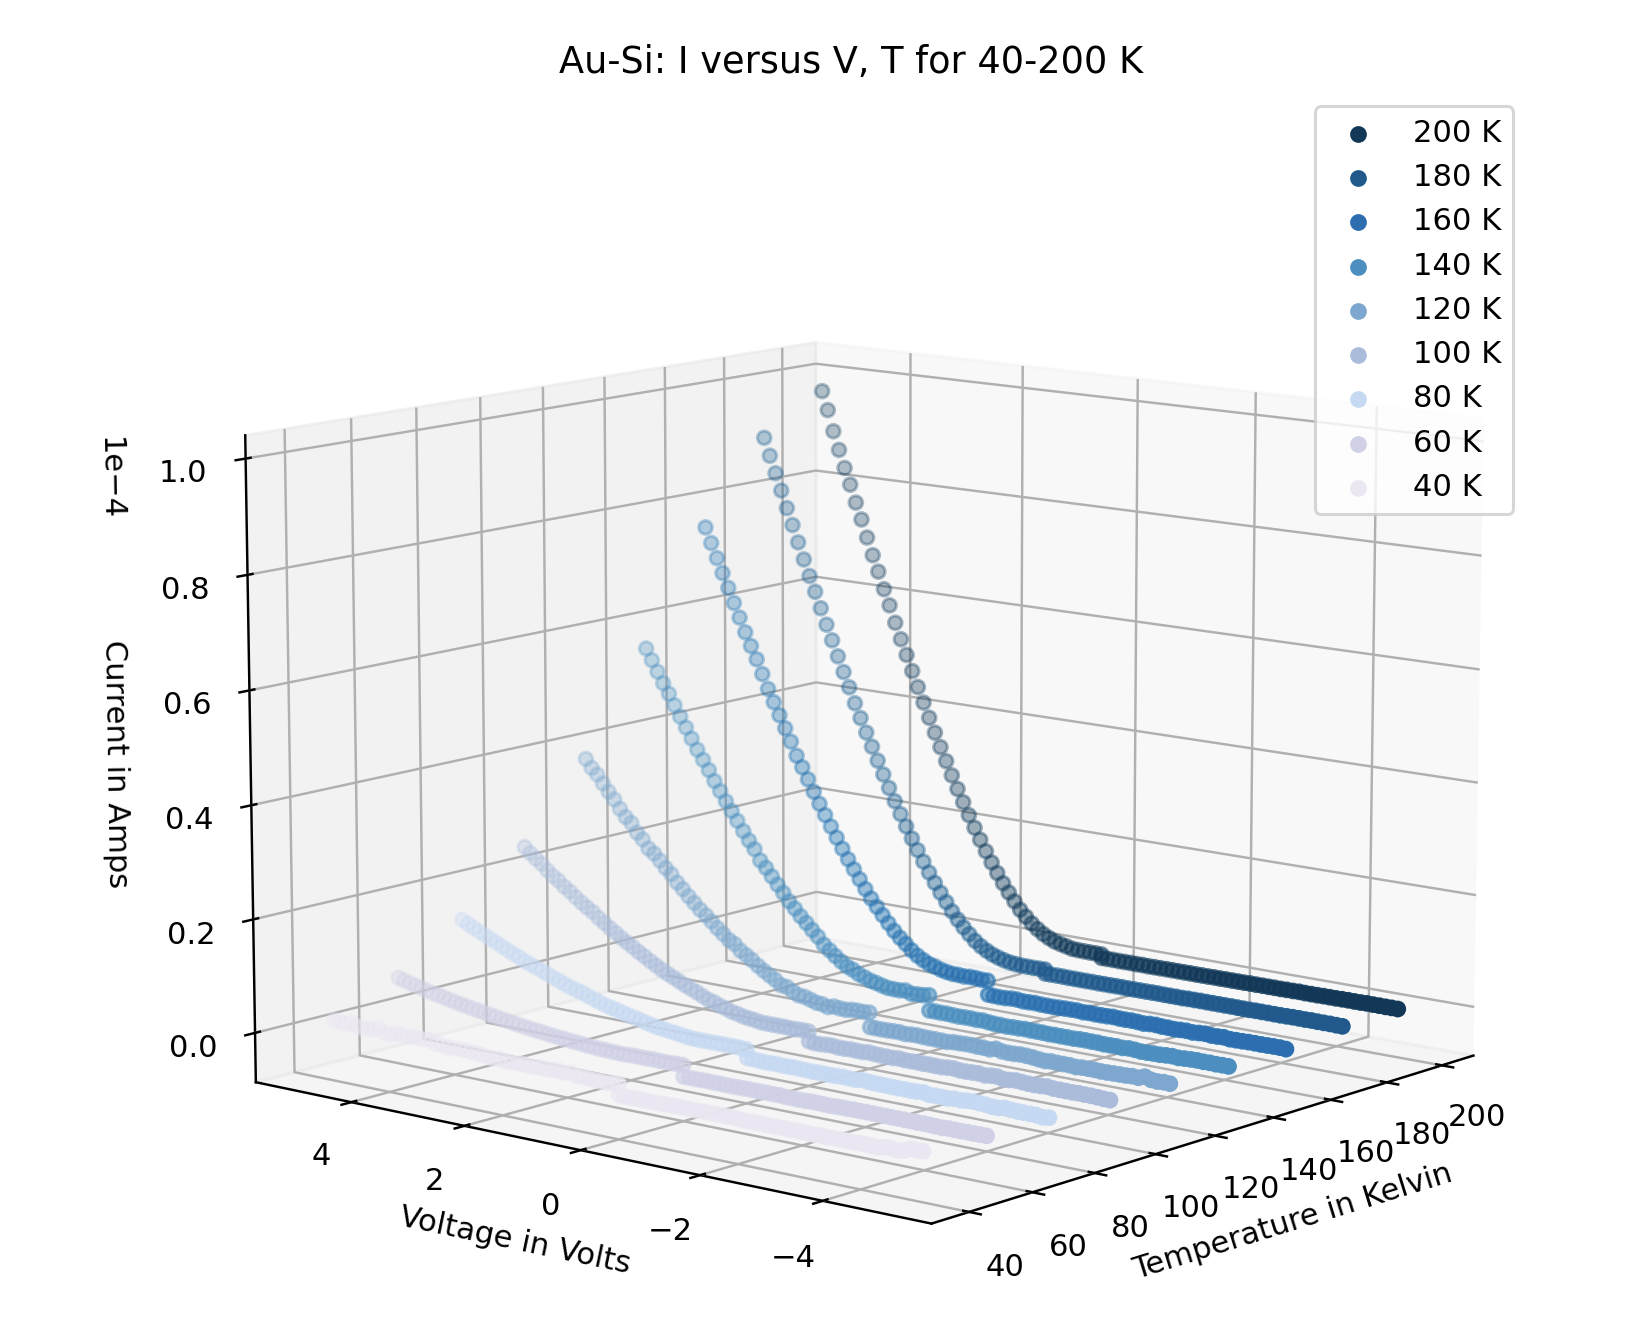 Au-Si: I versus V, T for 40-200 K
200 K
180 K
160 K
140 K
120 K
100 K
80 K
60 K
40 K
1e−4
1.0
0.8
0.6
0.4
0.2
0.0
Current in Amps
4
2
0
−2
−4
Voltage in Volts
40
60
80
100
120
140
160
180
200
Temperature in Kelvin